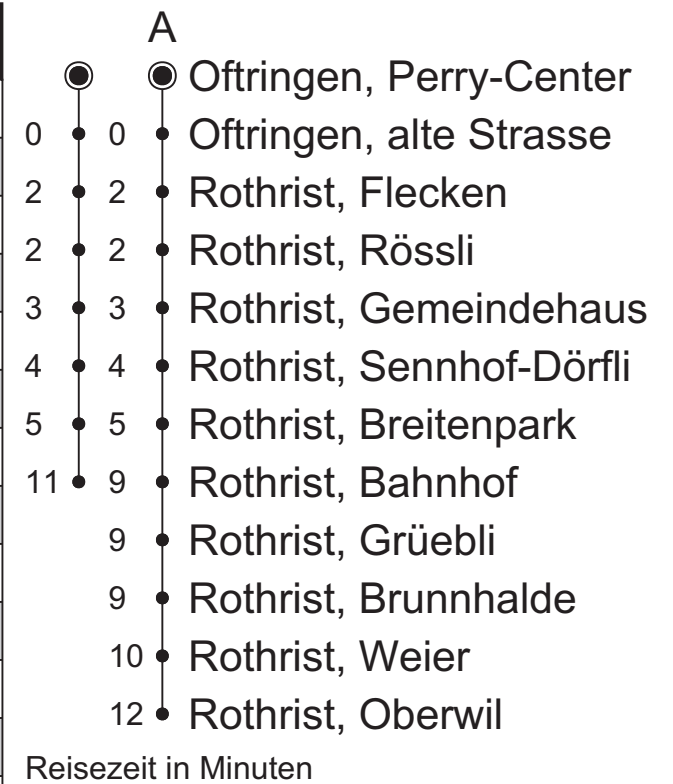 A
Oftringen, Perry-Center
0 0 Oftringen, alte Strasse
2 2 Rothrist, Flecken
2 2 Rothrist, Rössli
3 3 Rothrist, Gemeindehaus
4 4 Rothrist, Sennhof-Dörfli
5 5 Rothrist, Breitenpark
11 9 Rothrist, Bahnhof
9 Rothrist, Grüebli
9 Rothrist, Brunnhalde
10 Rothrist, Weier
12 Rothrist, Oberwil
Reisezeit in Minuten